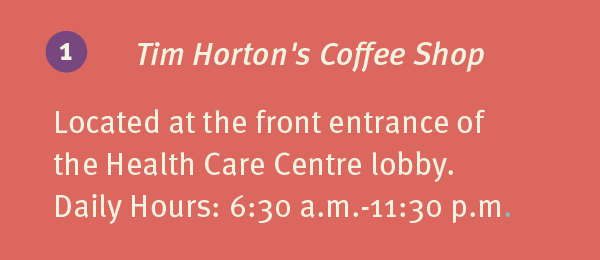 1 Tim Horton's Coffee Shop
Located at the front entrance of
the Health Care Centre lobby.
Daily Hours: 6:30 a.m.-11:30 p.m.